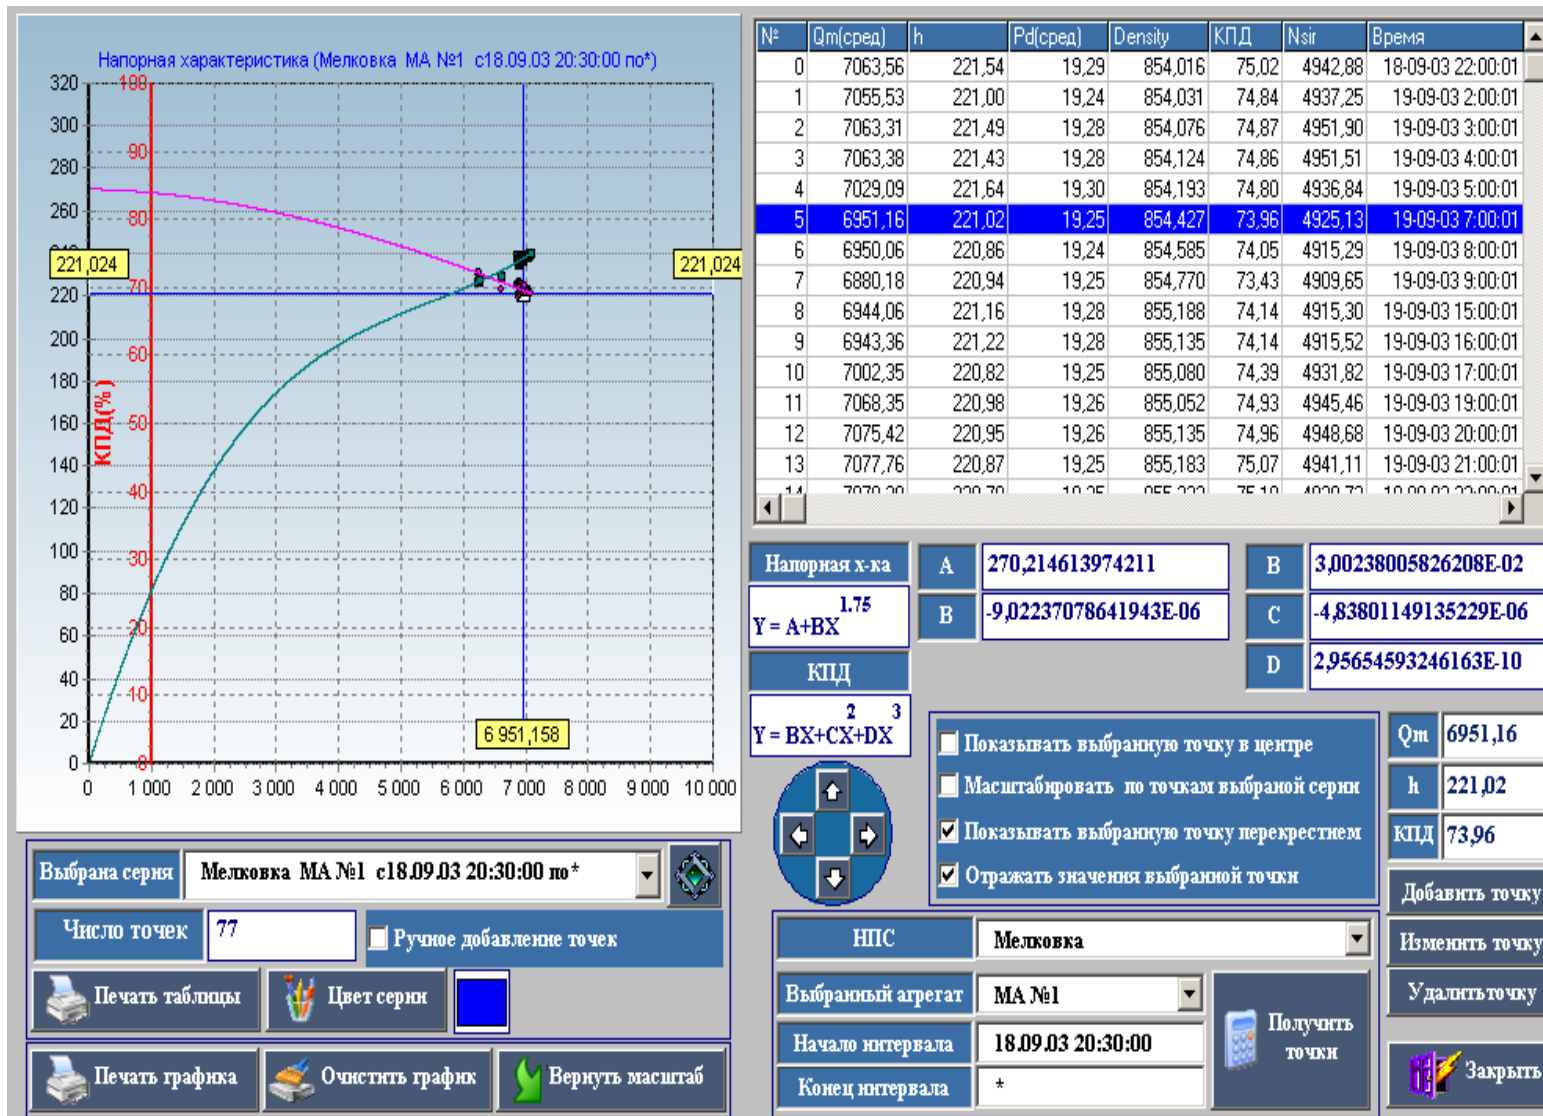 Напорная характеристика (Мелковка МА №1 с18.09.03 20:30:00 по*)
320
300
280
260
240
220
200
180
160
140
120
100
80
60
40
20
0
100
90
80
70
60
50
40
30
20
10
0
КПД(%)
221,024
221,024
6 951,158
0 1 000 2 000 3 000 4 000 5 000 6 000 7 000 8 000 9 000 10 000
№ Qm(сред) h Pd(сред) Density КПД Nsir Время
0 7063,56 221,54 19,29 854,016 75,02 4942,88 18-09-03 22:00:01
1 7055,53 221,00 19,24 854,031 74,84 4937,25 19-09-03 2:00:01
2 7063,31 221,49 19,28 854,076 74,87 4951,90 19-09-03 3:00:01
3 7063,38 221,43 19,28 854,124 74,86 4951,51 19-09-03 4:00:01
4 7029,09 221,64 19,30 854,193 74,80 4936,84 19-09-03 5:00:01
5 6951,16 221,02 19,25 854,427 73,96 4925,13 19-09-03 7:00:01
6 6950,06 220,86 19,24 854,585 74,05 4915,29 19-09-03 8:00:01
7 6880,18 220,94 19,25 854,770 73,43 4909,65 19-09-03 9:00:01
8 6944,06 221,16 19,28 855,188 74,14 4915,30 19-09-03 15:00:01
9 6943,36 221,22 19,28 855,135 74,14 4915,52 19-09-03 16:00:01
10 7002,35 220,82 19,25 855,080 74,39 4931,82 19-09-03 17:00:01
11 7068,35 220,98 19,26 855,052 74,93 4945,46 19-09-03 19:00:01
12 7075,42 220,95 19,26 855,135 74,96 4948,68 19-09-03 20:00:01
13 7077,76 220,87 19,25 855,183 75,07 4941,11 19-09-03 21:00:01
Напорная х-ка A 270,214613974211 B 3,00238005826208E-02
1.75
Y = A+BX B -9,02237078641943E-06 C -4,83801149135229E-06
КПД D 2,95654593246163E-10
2 3
Y = BX+CX+DX
Показывать выбранную точку в центре
Масштабировать по точкам выбраной серии
Показывать выбранную точку перекрестием
Отражать значения выбранной точки
Qm 6951,16
h 221,02
КПД 73,96
Добавить точку
Изменить точку
Удалить точку
Закрыть
Выбрана серия Мелковка МА №1 с18.09.03 20:30:00 по*
Число точек 77 Ручное добавление точек
Печать таблицы Цвет серии
Печать графика Очистить график Вернуть масштаб
НПС Мелковка
Выбранный агрегат МА №1
Начало интервала 18.09.03 20:30:00
Конец интервала *
Получить
точки